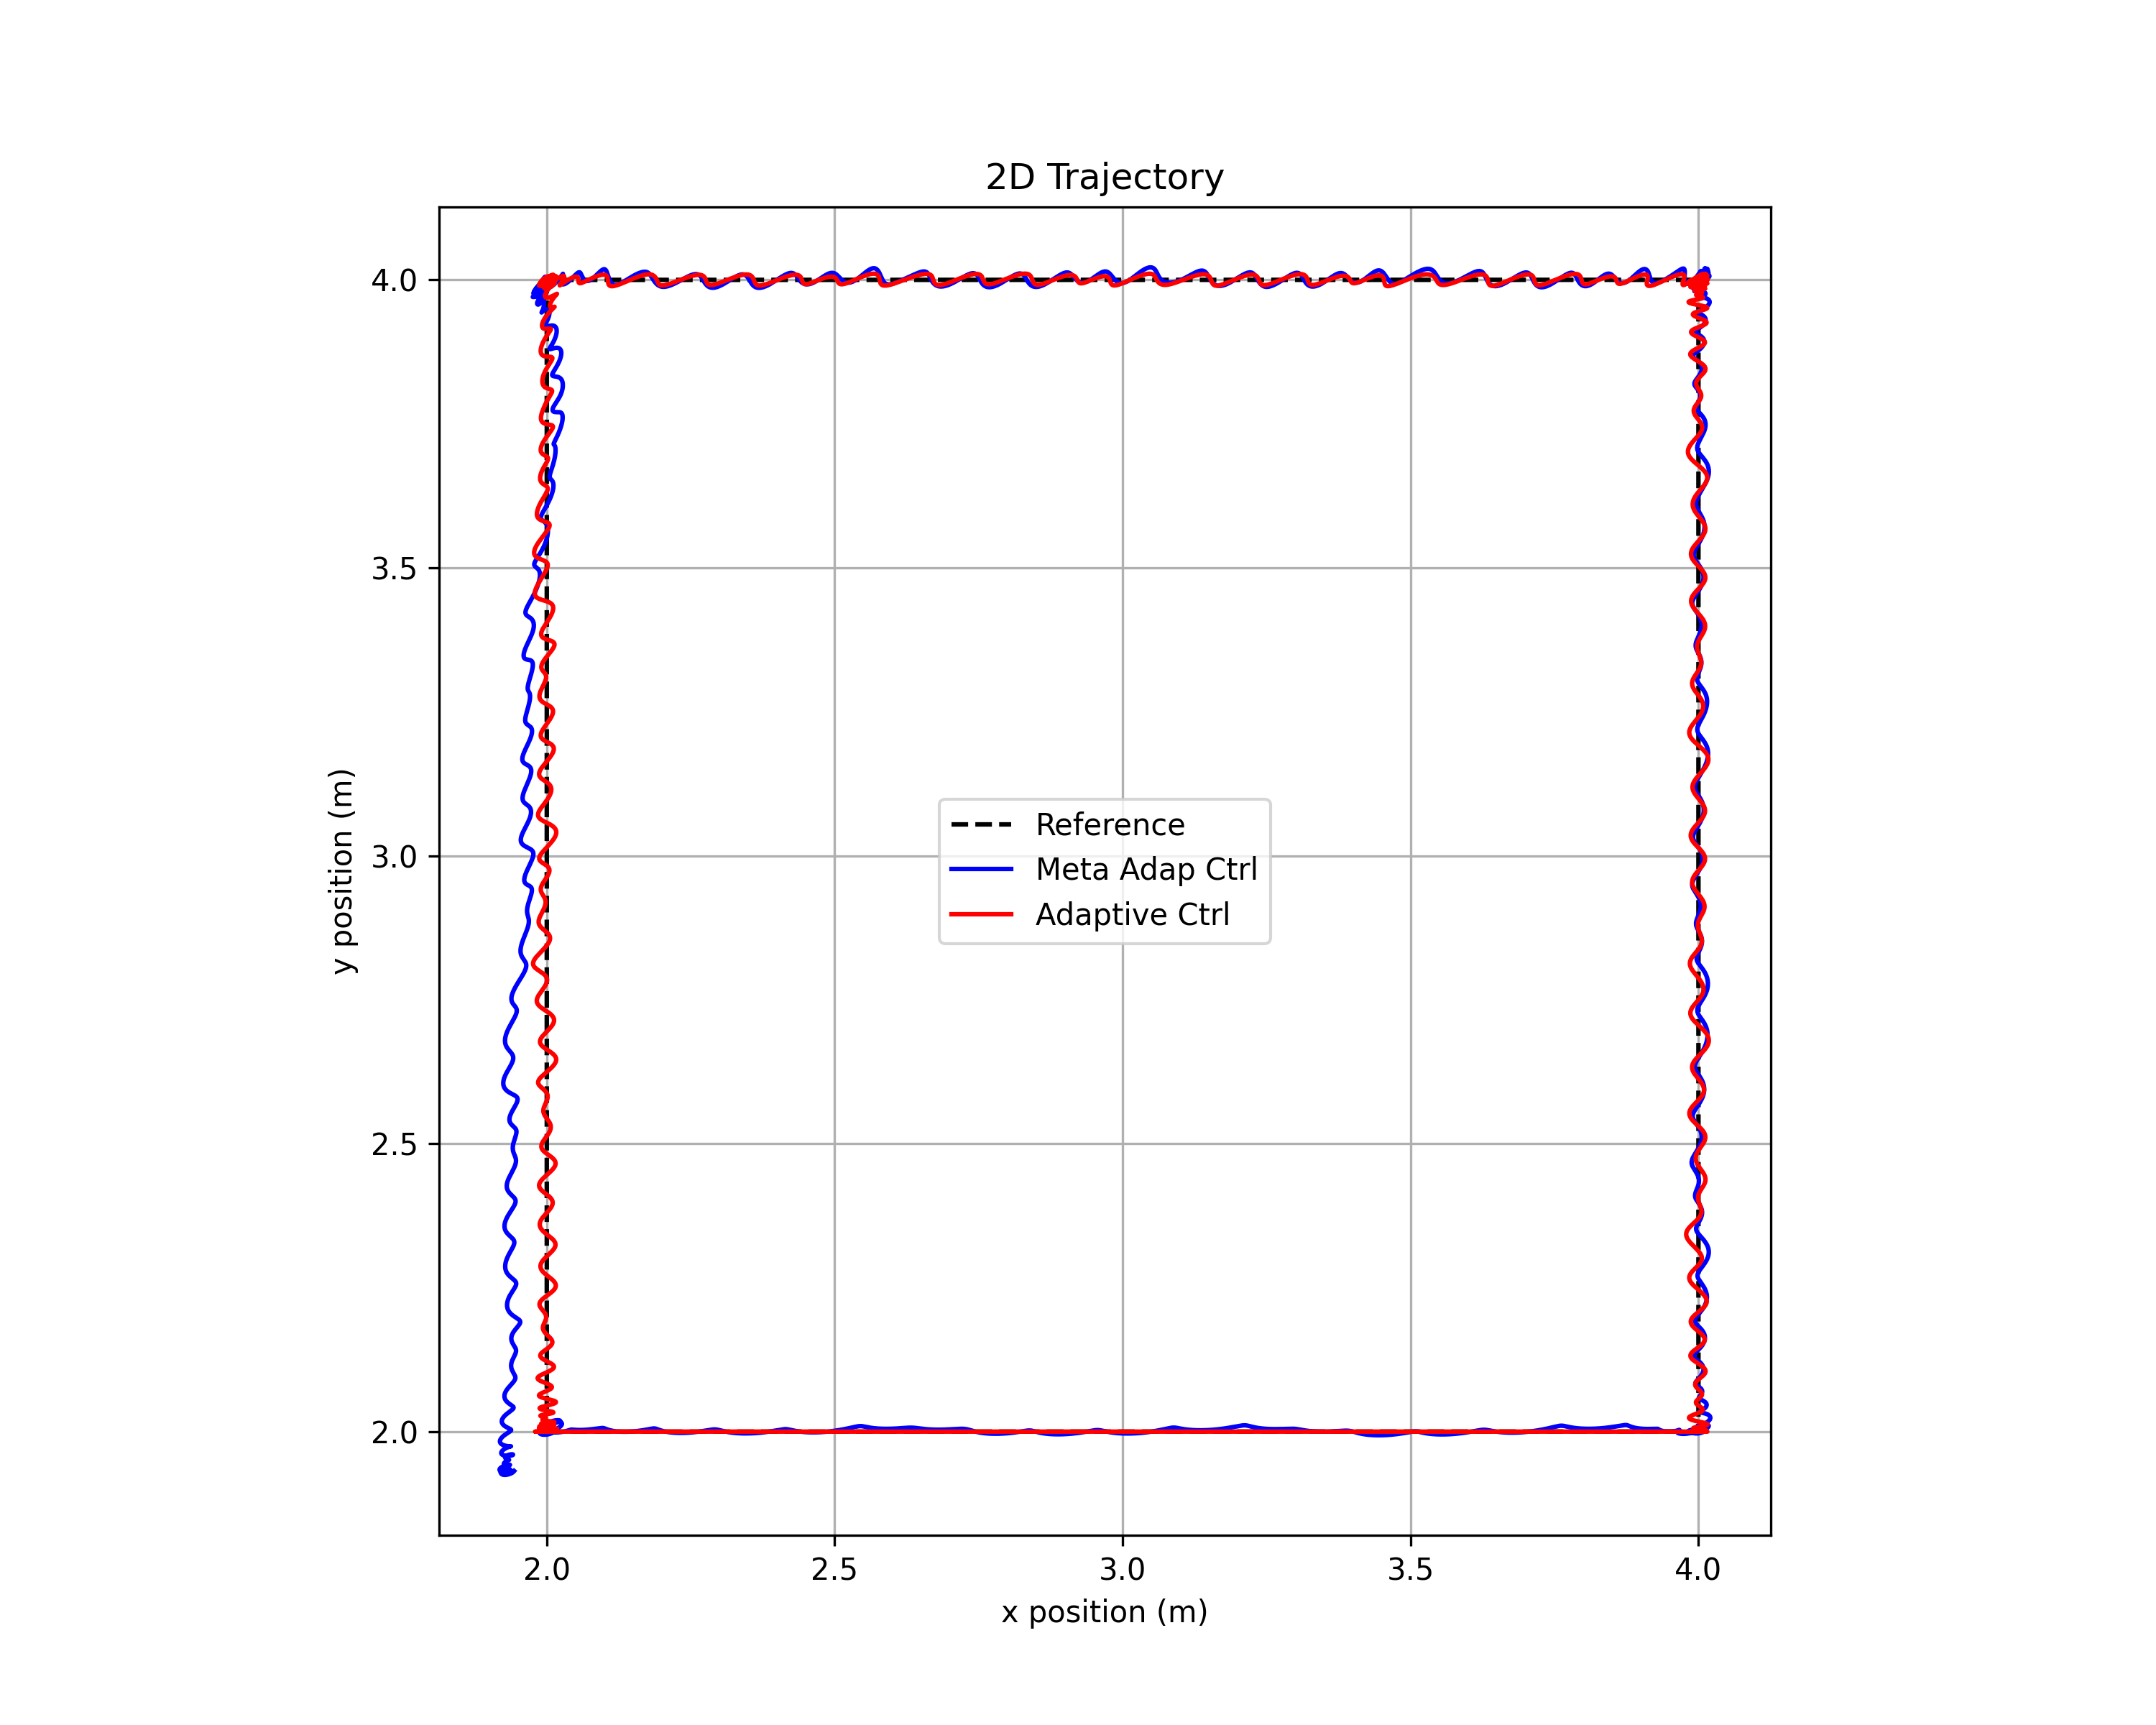 2D Trajectory
4.0
3.5
3.0
2.5
2.0
y position (m)
Reference
Meta Adap Ctrl
Adaptive Ctrl
2.0 2.5 3.0 3.5 4.0
x position (m)